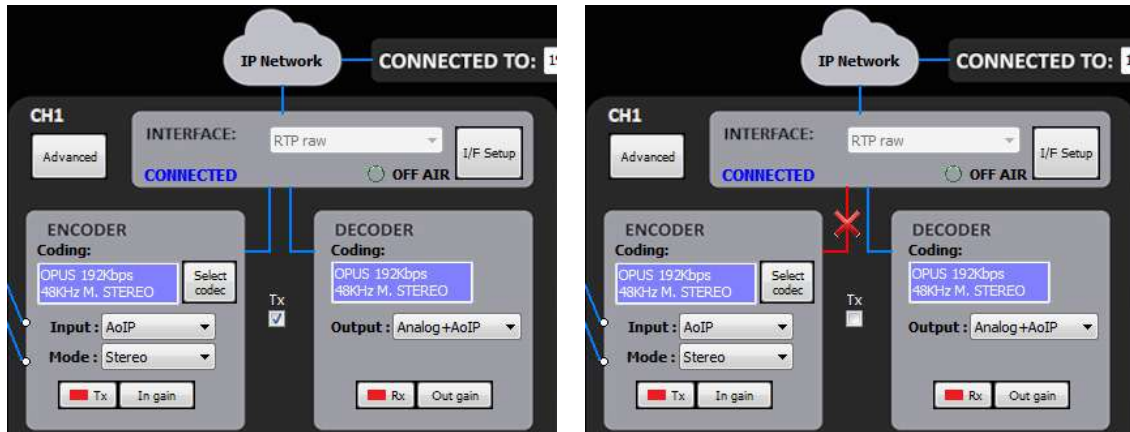 IP Network
CONNECTED TO:
CH1
Advanced
INTERFACE:
RTP raw
I/F Setup
CONNECTED
OFF AIR
ENCODER
Coding:
OPUS 192Kbps
48KHz M. STEREO
Select
codec
Input : AoIP
Mode : Stereo
Tx
In gain
Tx
DECODER
Coding:
OPUS 192Kbps
48KHz M. STEREO
Output : Analog+AoIP
Rx
Out gain
IP Network
CONNECTED TO:
CH1
Advanced
INTERFACE:
RTP raw
I/F Setup
CONNECTED
OFF AIR
ENCODER
Coding:
OPUS 192Kbps
48KHz M. STEREO
Select
codec
Input : AoIP
Mode : Stereo
Tx
In gain
Tx
DECODER
Coding:
OPUS 192Kbps
48KHz M. STEREO
Output : Analog+AoIP
Rx
Out gain